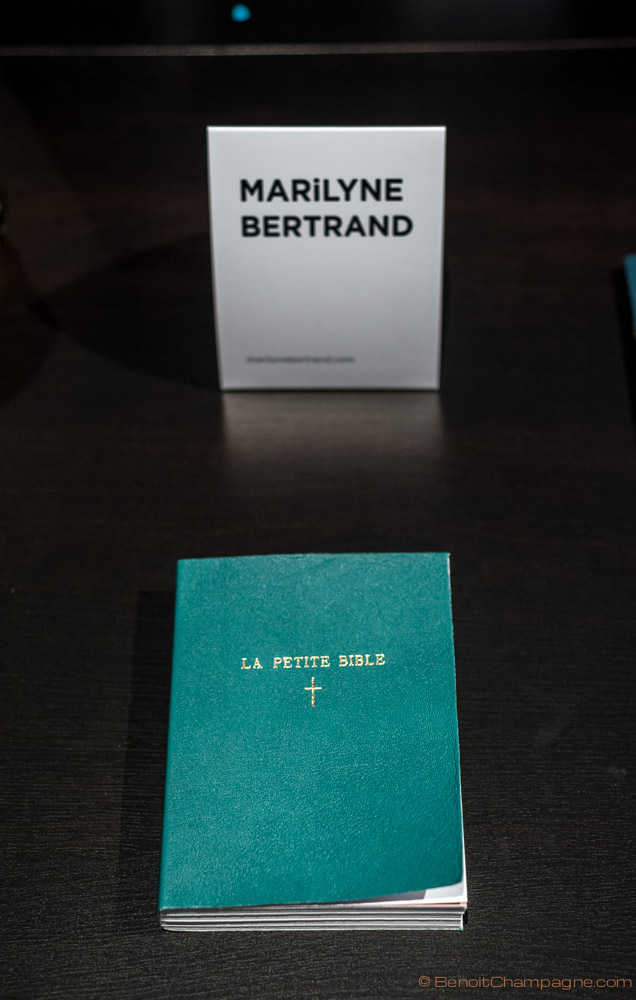 MARiLYNE
BERTRAND
marilynebertrand.com
LA PETITE BIBLE
© BenoitChampagne.com